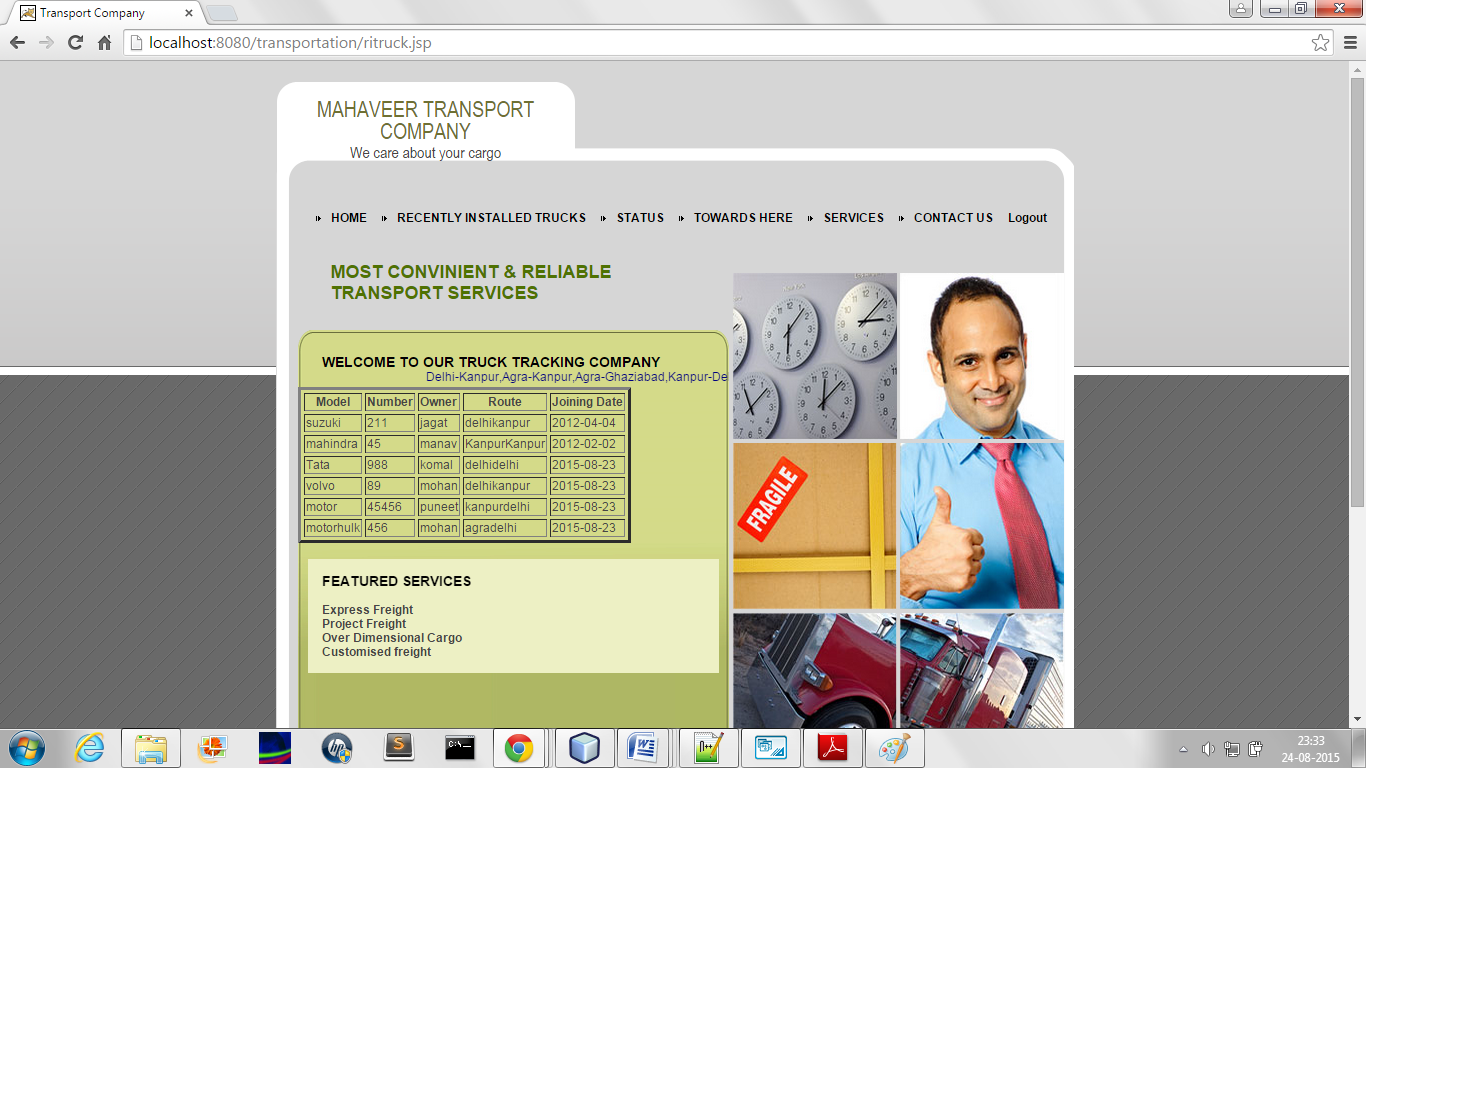 Transport Company
localhost:8080/transportation/ritruck.jsp
MAHAVEER TRANSPORT
COMPANY
We care about your cargo
HOME RECENTLY INSTALLED TRUCKS STATUS TOWARDS HERE SERVICES CONTACT US Logout
MOST CONVINIENT & RELIABLE
TRANSPORT SERVICES
WELCOME TO OUR TRUCK TRACKING COMPANY
Delhi-Kanpur,Agra-Kanpur,Agra-Ghaziabad,Kanpur-De
Model Number Owner Route Joining Date
suzuki 211 jagat delhikanpur 2012-04-04
mahindra 45 manav KanpurKanpur 2012-02-02
Tata 988 komal delhidelhi 2015-08-23
volvo 89 mohan delhikanpur 2015-08-23
motor 45456 puneet kanpurdelhi 2015-08-23
motorhulk 456 mohan agradelhi 2015-08-23
FEATURED SERVICES
Express Freight
Project Freight
Over Dimensional Cargo
Customised freight
FRAGILE
23:33
24-08-2015